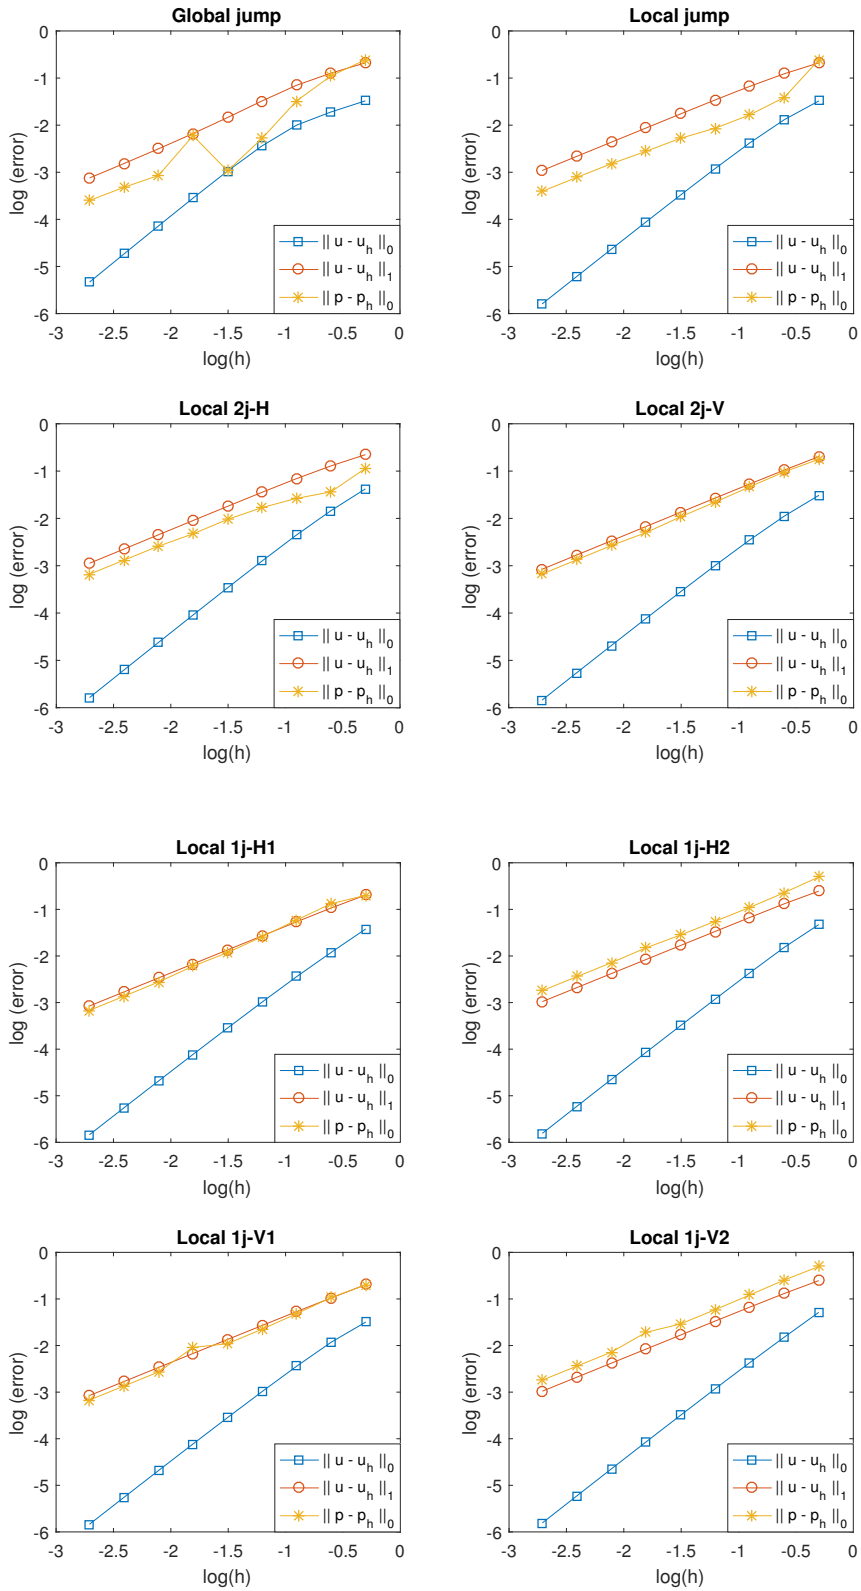 Global jump
0
-1
-2
-3
-4
-5
-6
log (error)
-3 -2.5 -2 -1.5 -1 -0.5 0
log(h)
|| u - u_h ||_0
|| u - u_h ||_1
|| p - p_h ||_0
Local jump
0
-1
-2
-3
-4
-5
-6
log (error)
-3 -2.5 -2 -1.5 -1 -0.5 0
log(h)
|| u - u_h ||_0
|| u - u_h ||_1
|| p - p_h ||_0
Local 2j-H
0
-1
-2
-3
-4
-5
-6
log (error)
-3 -2.5 -2 -1.5 -1 -0.5 0
log(h)
|| u - u_h ||_0
|| u - u_h ||_1
|| p - p_h ||_0
Local 2j-V
0
-1
-2
-3
-4
-5
-6
log (error)
-3 -2.5 -2 -1.5 -1 -0.5 0
log(h)
|| u - u_h ||_0
|| u - u_h ||_1
|| p - p_h ||_0
Local 1j-H1
0
-1
-2
-3
-4
-5
-6
log (error)
-3 -2.5 -2 -1.5 -1 -0.5 0
log(h)
|| u - u_h ||_0
|| u - u_h ||_1
|| p - p_h ||_0
Local 1j-H2
0
-1
-2
-3
-4
-5
-6
log (error)
-3 -2.5 -2 -1.5 -1 -0.5 0
log(h)
|| u - u_h ||_0
|| u - u_h ||_1
|| p - p_h ||_0
Local 1j-V1
0
-1
-2
-3
-4
-5
-6
log (error)
-3 -2.5 -2 -1.5 -1 -0.5 0
log(h)
|| u - u_h ||_0
|| u - u_h ||_1
|| p - p_h ||_0
Local 1j-V2
0
-1
-2
-3
-4
-5
-6
log (error)
-3 -2.5 -2 -1.5 -1 -0.5 0
log(h)
|| u - u_h ||_0
|| u - u_h ||_1
|| p - p_h ||_0